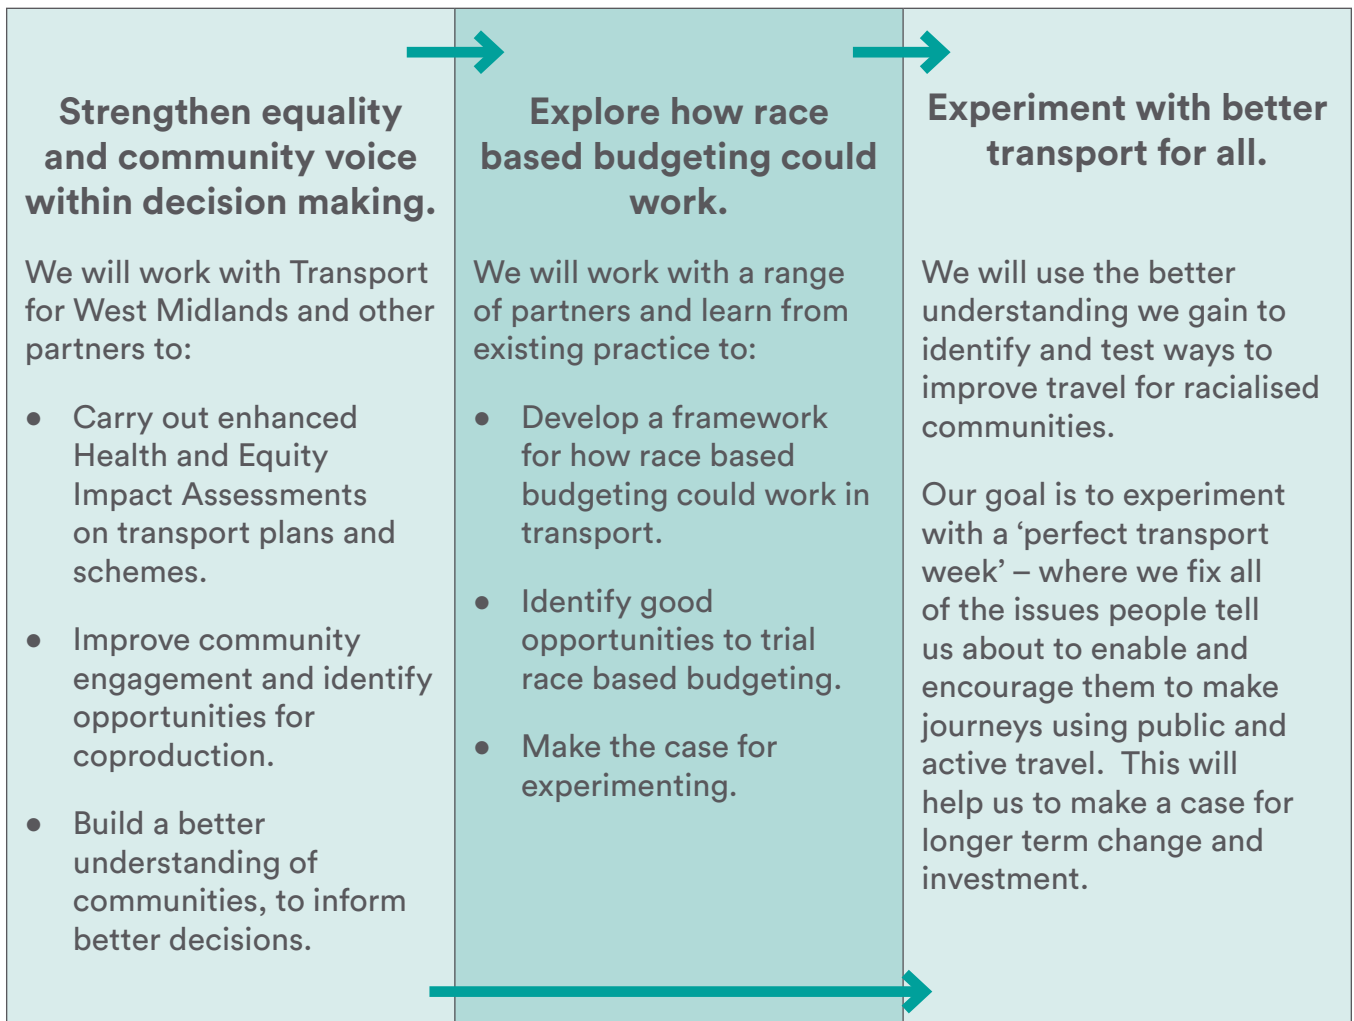 Strengthen equality
and community voice
within decision making.
We will work with Transport
for West Midlands and other
partners to:
● Carry out enhanced
Health and Equity
Impact Assessments
on transport plans and
schemes.
● Improve community
engagement and identify
opportunities for
coproduction.
● Build a better
understanding of
communities, to inform
better decisions.
Explore how race
based budgeting could
work.
We will work with a range
of partners and learn from
existing practice to:
● Develop a framework
for how race based
budgeting could work in
transport.
● Identify good
opportunities to trial
race based budgeting.
● Make the case for
experimenting.
Experiment with better
transport for all.
We will use the better
understanding we gain to
identify and test ways to
improve travel for racialised
communities.
Our goal is to experiment
with a ‘perfect transport
week’ – where we fix all
of the issues people tell
us about to enable and
encourage them to make
journeys using public and
active travel.  This will
help us to make a case for
longer term change and
investment.